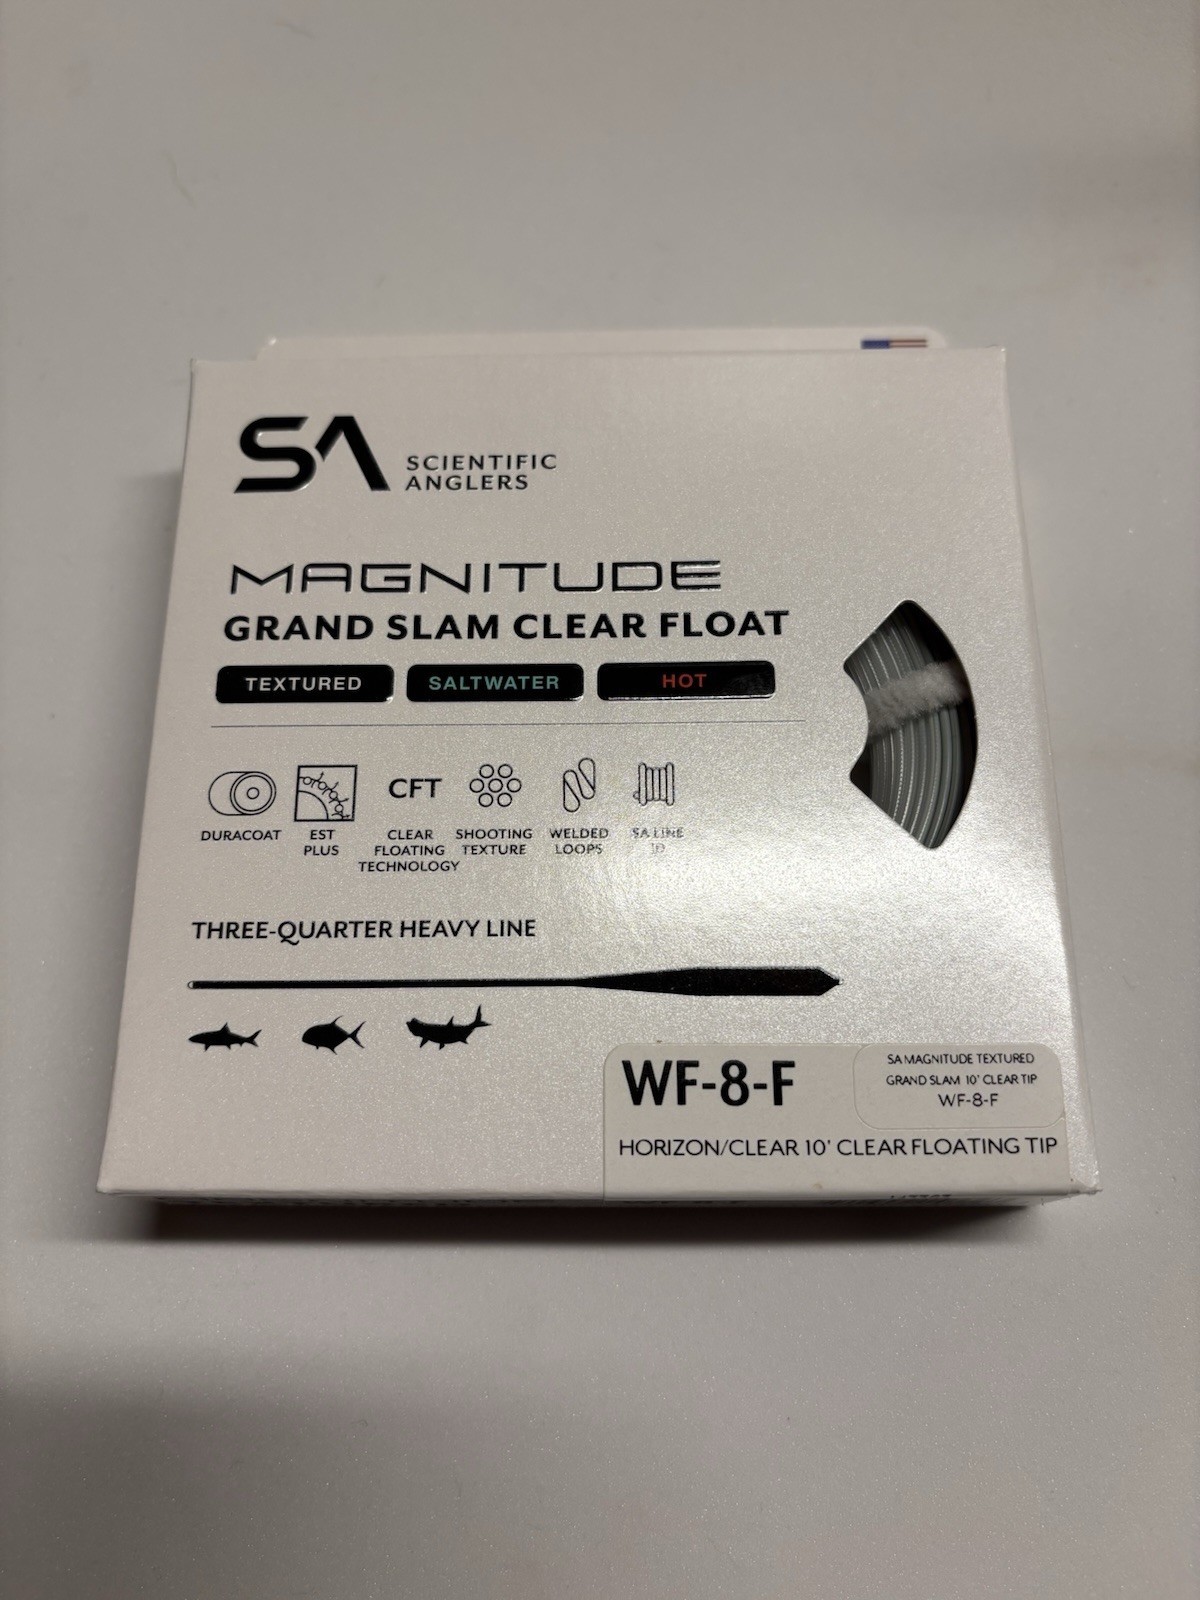 SA SCIENTIFIC
ANGLERS
MAGNITUDE
GRAND SLAM CLEAR FLOAT
TEXTURED SALTWATER HOT
CFT
DURACOAT
EST
PLUS
CLEAR
FLOATING
TECHNOLOGY
SHOOTING
TEXTURE
WELDED
LOOPS
SA LINE
ID
THREE-QUARTER HEAVY LINE
WF-8-F
SA MAGNITUDE TEXTURED
GRAND SLAM 10' CLEAR TIP
WF-8-F
HORIZON/CLEAR 10' CLEAR FLOATING TIP